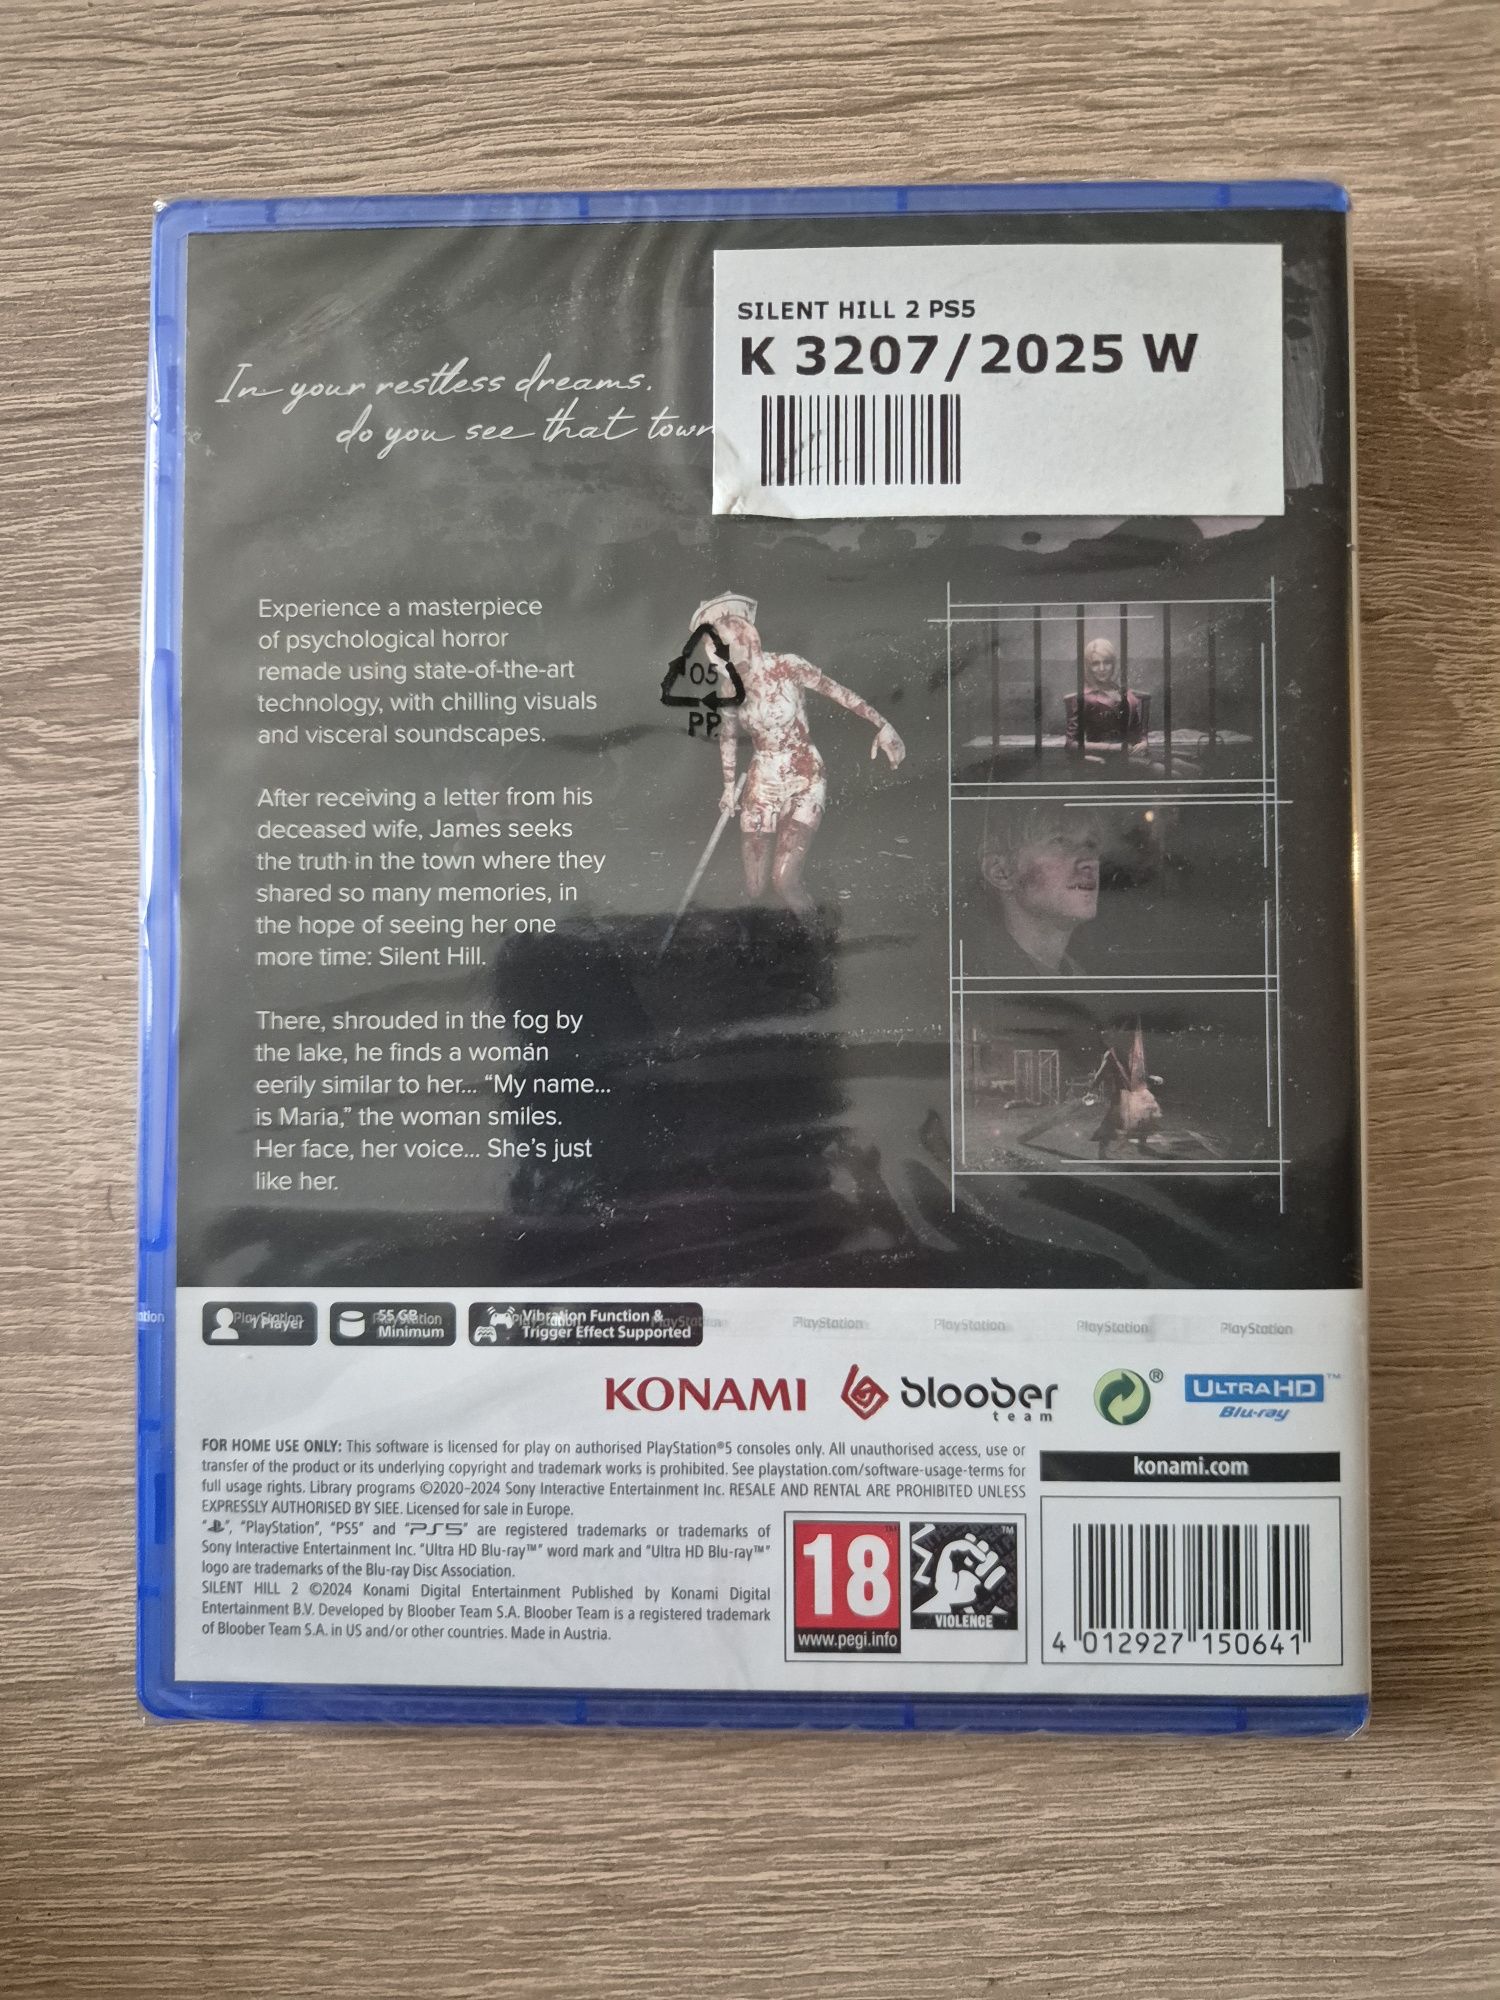 SILENT HILL 2 PS5
K 3207/2025 W
In your restless dreams.
do you see that town
Experience a masterpiece
of psychological horror
remade using state-of-the-art
technology, with chilling visuals
and visceral soundscapes.
05
PP
After receiving a letter from his
deceased wife, James seeks
the truth in the town where they
shared so many memories, in
the hope of seeing her one
more time: Silent Hill.
There, shrouded in the fog by
the lake, he finds a woman
eerily similar to her... “My name...
is Maria,” the woman smiles.
Her face, her voice... She’s just
like her.
1 Player
55 GB
Minimum
Vibration Function &
Trigger Effect Supported
PlayStation PlayStation PlayStation PlayStation
KONAMI
bloober
team
®
ULTRA HD™
Blu-ray
FOR HOME USE ONLY: This software is licensed for play on authorised PlayStation®5 consoles only. All unauthorised access, use or
transfer of the product or its underlying copyright and trademark works is prohibited. See playstation.com/software-usage-terms for
full usage rights. Library programs ©2020-2024 Sony Interactive Entertainment Inc. RESALE AND RENTAL ARE PROHIBITED UNLESS
EXPRESSLY AUTHORISED BY SIEE. Licensed for sale in Europe.
“PS”, “PlayStation”, “PS5” and “PS5” are registered trademarks or trademarks of
Sony Interactive Entertainment Inc. “Ultra HD Blu-ray™” word mark and “Ultra HD Blu-ray™”
logo are trademarks of the Blu-ray Disc Association.
SILENT HILL 2 ©2024 Konami Digital Entertainment Published by Konami Digital
Entertainment B.V. Developed by Bloober Team S.A. Bloober Team is a registered trademark
of Bloober Team S.A. in US and/or other countries. Made in Austria.
konami.com
18
www.pegi.info
VIOLENCE
4 012927 150641